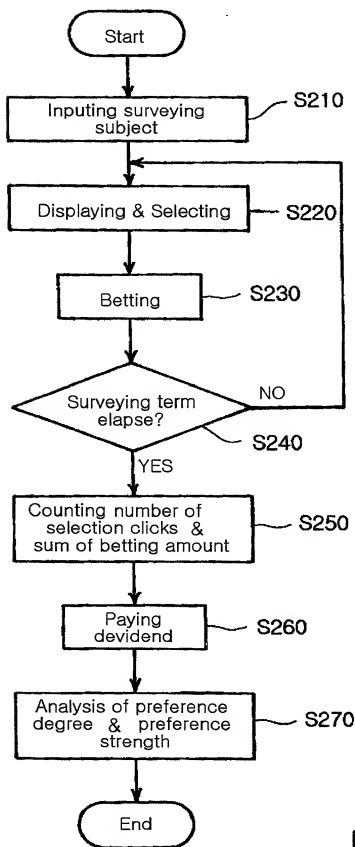 Start
Inputing surveying
subject
S210
Displaying & Selecting
S220
Betting
S230
Surveying term
elapse?
NO
S240
YES
Counting number of
selection clicks &
sum of betting amount
S250
Paying
devidend
S260
Analysis of preference
degree & preference
strength
S270
End